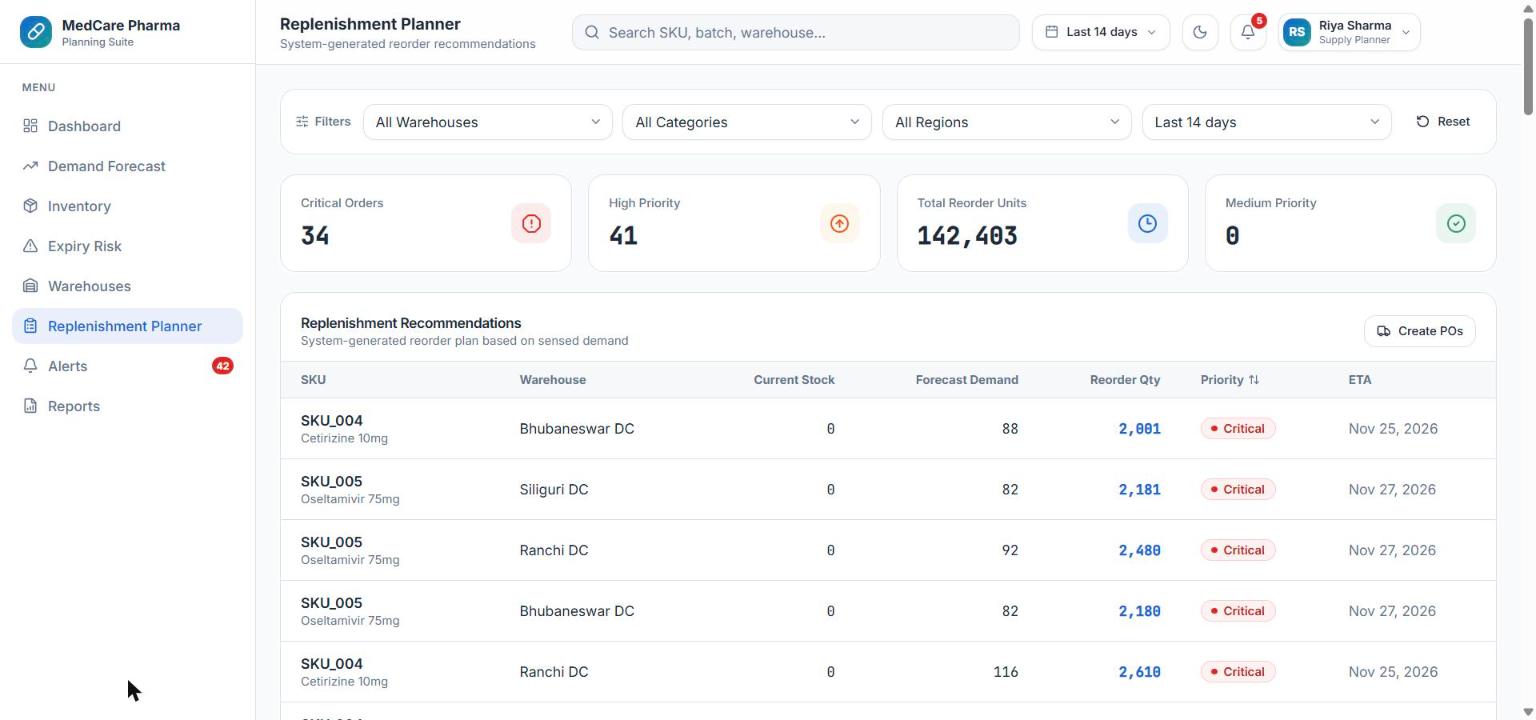 MedCare Pharma
Planning Suite
MENU
Dashboard
Demand Forecast
Inventory
Expiry Risk
Warehouses
Replenishment Planner
Alerts 42
Reports
Replenishment Planner
System-generated reorder recommendations
Search SKU, batch, warehouse...
Last 14 days
5
RS
Riya Sharma
Supply Planner
Filters All Warehouses All Categories All Regions Last 14 days Reset
Critical Orders
34
High Priority
41
Total Reorder Units
142,403
Medium Priority
0
Replenishment Recommendations
System-generated reorder plan based on sensed demand
Create POs
SKU Warehouse Current Stock Forecast Demand Reorder Qty Priority ETA
SKU_004
Cetirizine 10mg
Bhubaneswar DC 0 88 2,001 Critical Nov 25, 2026
SKU_005
Oseltamivir 75mg
Siliguri DC 0 82 2,181 Critical Nov 27, 2026
SKU_005
Oseltamivir 75mg
Ranchi DC 0 92 2,480 Critical Nov 27, 2026
SKU_005
Oseltamivir 75mg
Bhubaneswar DC 0 82 2,180 Critical Nov 27, 2026
SKU_004
Cetirizine 10mg
Ranchi DC 0 116 2,610 Critical Nov 25, 2026